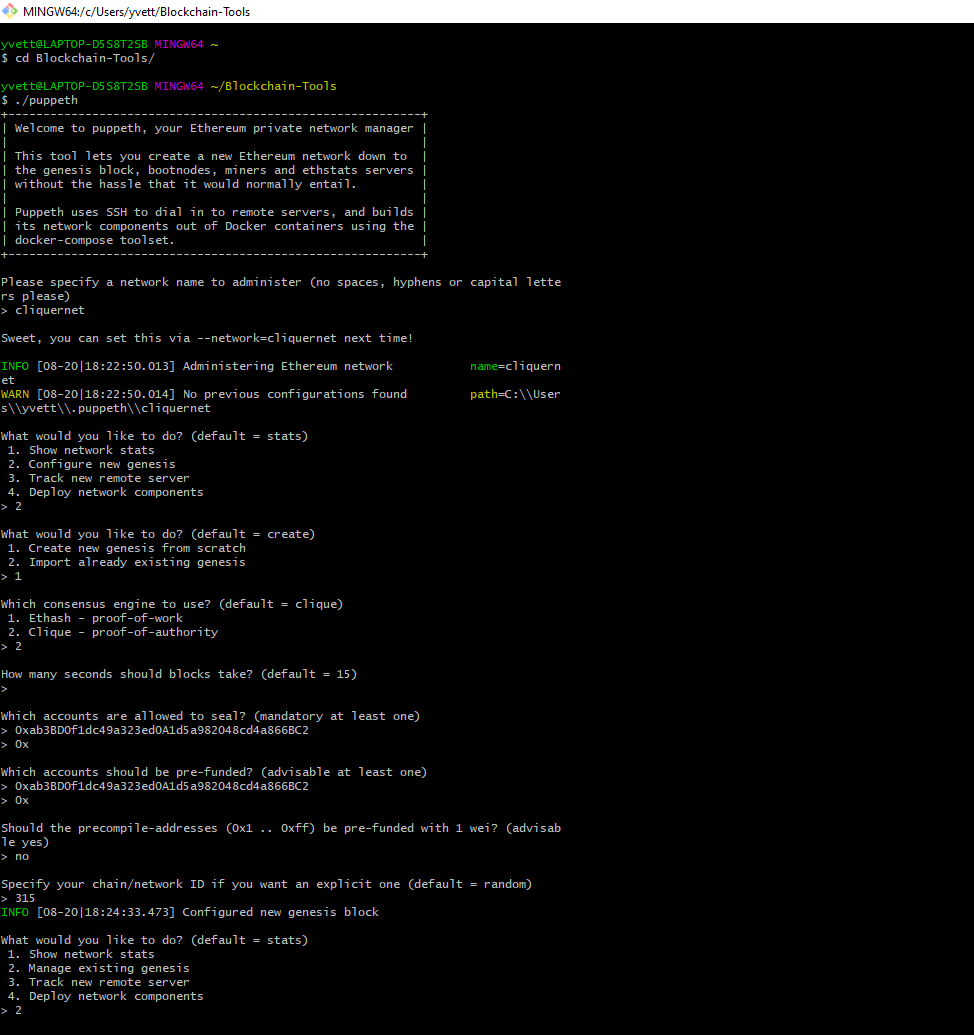 MINGW64:/c/Users/yvett/Blockchain-Tools
yvett@LAPTOP-D5S8T2SB MINGW64 ~
$ cd Blockchain-Tools/
yvett@LAPTOP-D5S8T2SB MINGW64 ~/Blockchain-Tools
$ ./puppeth
+-----------------------------------------------------------+
| Welcome to puppeth, your Ethereum private network manager |
|                                                           |
| This tool lets you create a new Ethereum network down to  |
| the genesis block, bootnodes, miners and ethstats servers |
| without the hassle that it would normally entail.         |
|                                                           |
| Puppeth uses SSH to dial in to remote servers, and builds |
| its network components out of Docker containers using the |
| docker-compose toolset.                                   |
+-----------------------------------------------------------+
Please specify a network name to administer (no spaces, hyphens or capital lette
rs please)
> cliquernet
Sweet, you can set this via --network=cliquernet next time!
INFO [08-20|18:22:50.013] Administering Ethereum network           name=cliquern
et
WARN [08-20|18:22:50.014] No previous configurations found         path=C:\\User
s\\yvett\\.puppeth\\cliquernet
What would you like to do? (default = stats)
 1. Show network stats
 2. Configure new genesis
 3. Track new remote server
 4. Deploy network components
> 2
What would you like to do? (default = create)
 1. Create new genesis from scratch
 2. Import already existing genesis
> 1
Which consensus engine to use? (default = clique)
 1. Ethash - proof-of-work
 2. Clique - proof-of-authority
> 2
How many seconds should blocks take? (default = 15)
>
Which accounts are allowed to seal? (mandatory at least one)
> 0xab3BD0f1dc49a323ed0A1d5a982048cd4a866BC2
> 0x
Which accounts should be pre-funded? (advisable at least one)
> 0xab3BD0f1dc49a323ed0A1d5a982048cd4a866BC2
> 0x
Should the precompile-addresses (0x1 .. 0xff) be pre-funded with 1 wei? (advisab
le yes)
> no
Specify your chain/network ID if you want an explicit one (default = random)
> 315
INFO [08-20|18:24:33.473] Configured new genesis block
What would you like to do? (default = stats)
 1. Show network stats
 2. Manage existing genesis
 3. Track new remote server
 4. Deploy network components
> 2